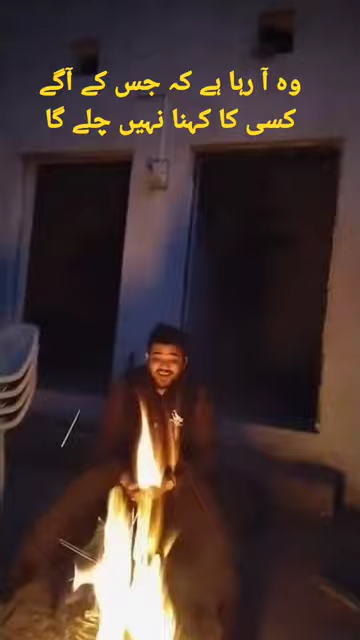 وہ آ رہا ہے کہ جس کے آگے
کسی کا کہنا نہیں چلے گا